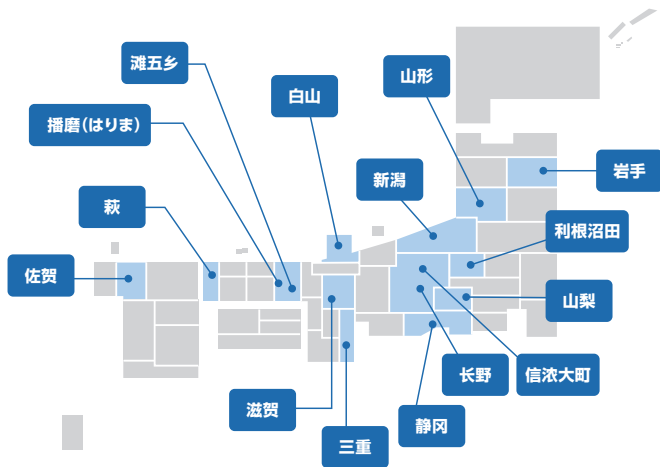 滩五乡
山形
白山
播磨(はりま)
岩手
新潟
萩
利根沼田
佐贺
山梨
长野
信浓大町
滋贺
静冈
三重